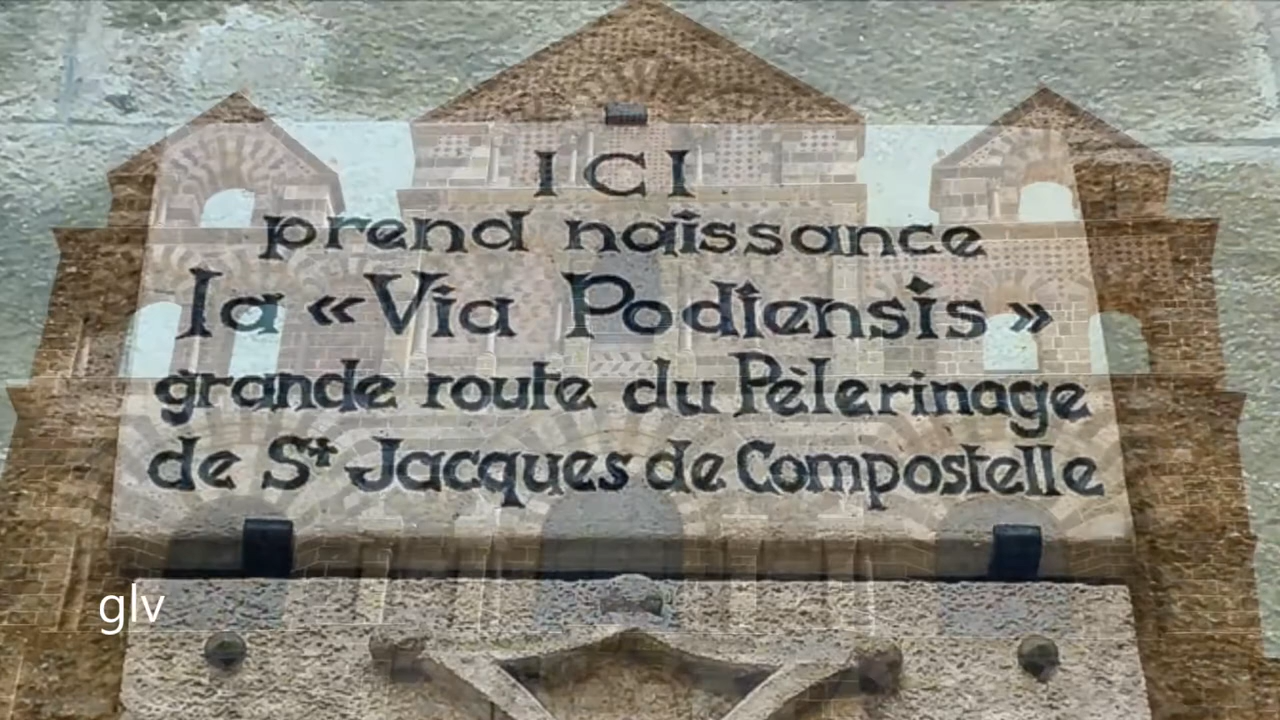 ICI
prend naissance
la «Via Podiensis»
grande route du Pèlerinage
de St Jacques de Compostelle
glv